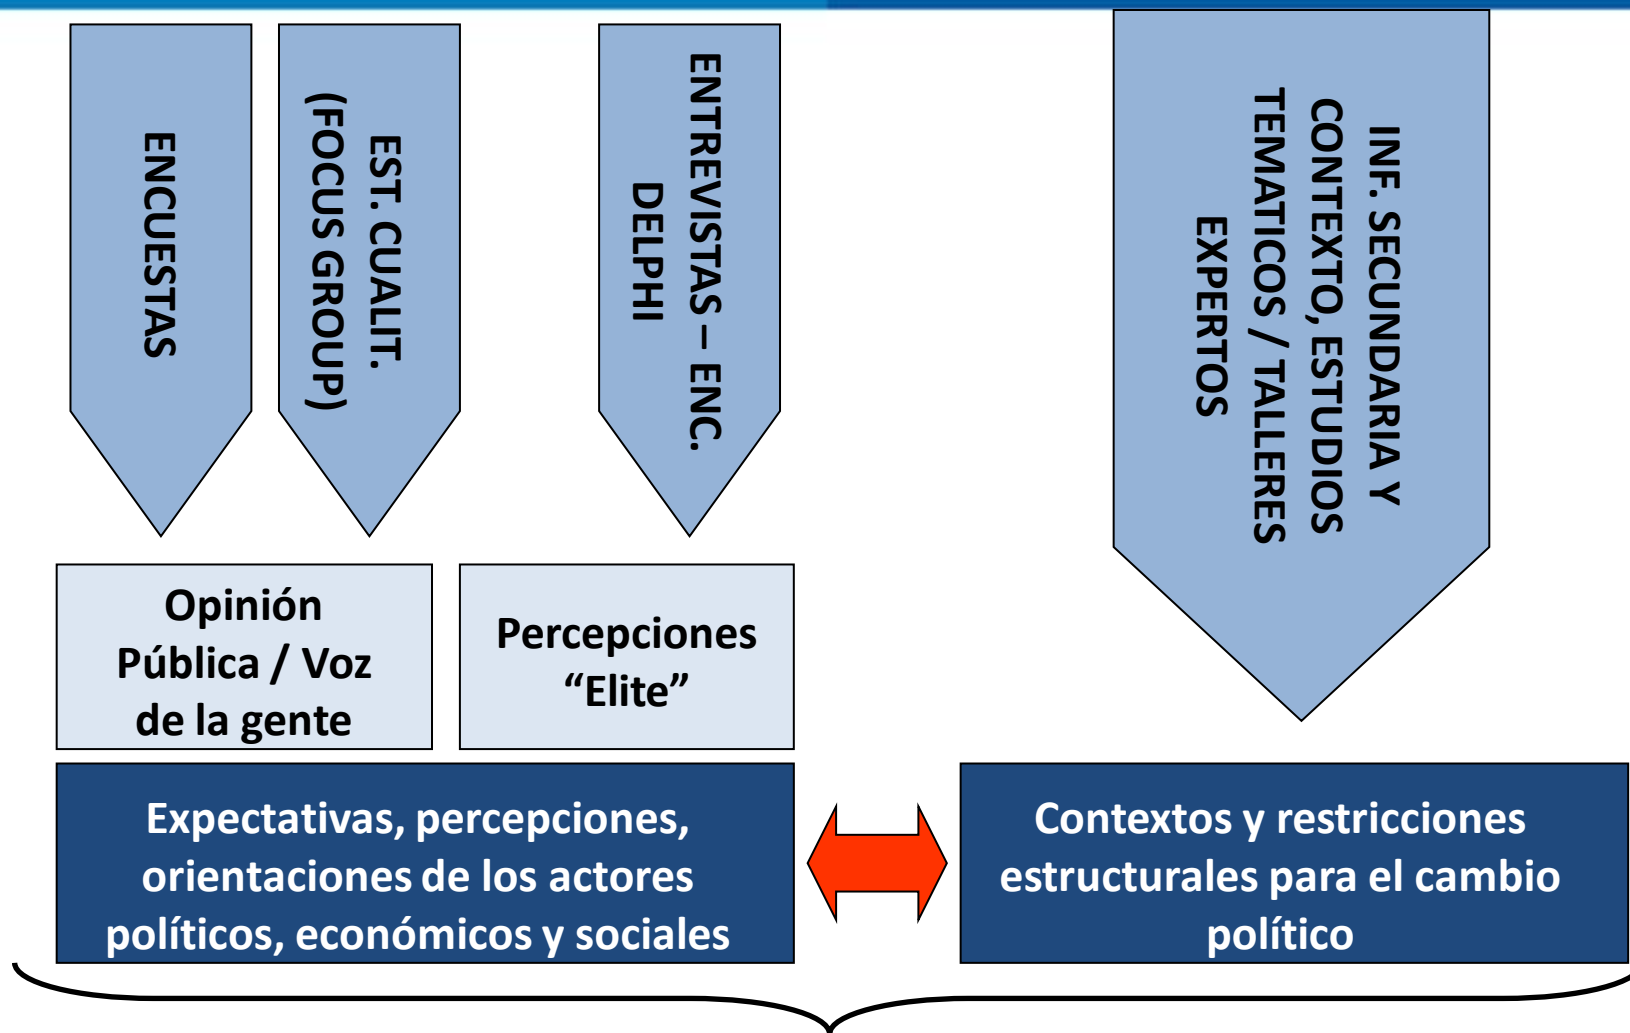 ENCUESTAS
EST. CUALIT.
(FOCUS GROUP)
ENTREVISTAS – ENC.
DELPHI
INF. SECUNDARIA Y
CONTEXTO, ESTUDIOS
TEMATICOS / TALLERES
EXPERTOS
Opinión
Pública / Voz
de la gente
Percepciones
“Elite”
Expectativas, percepciones,
orientaciones de los actores
políticos, económicos y sociales
Contextos y restricciones
estructurales para el cambio
político